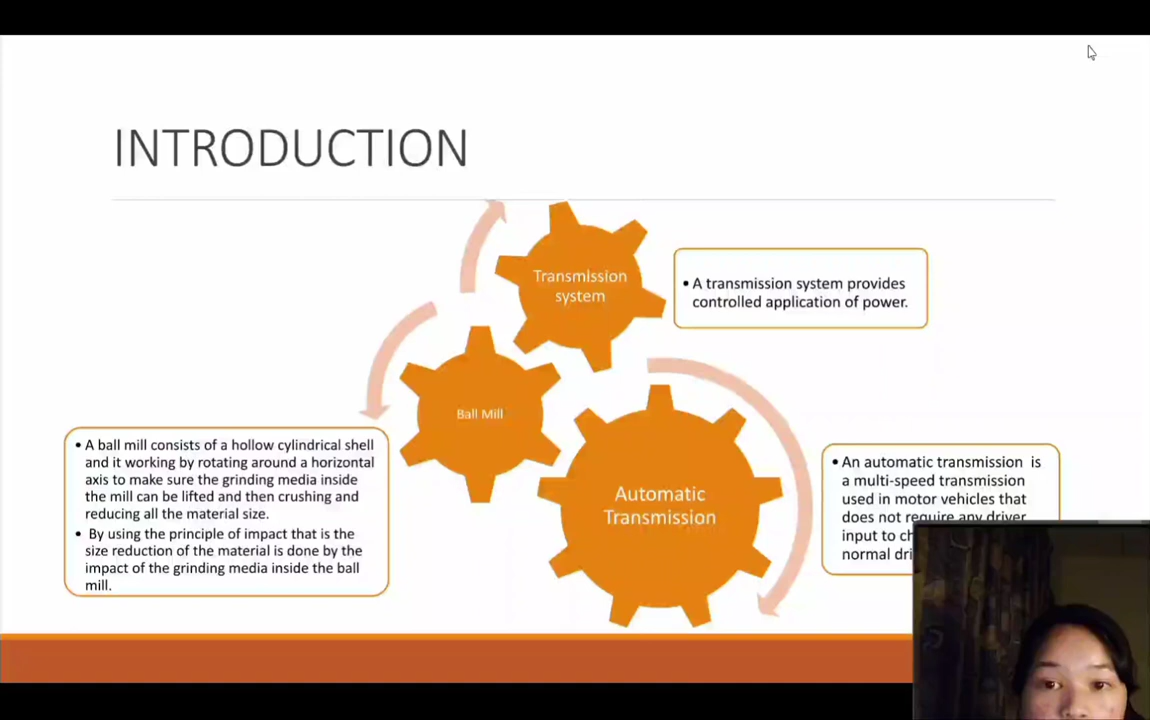 INTRODUCTION
Transmission
system
• A transmission system provides
controlled application of power.
Ball Mill
• A ball mill consists of a hollow cylindrical shell
and it working by rotating around a horizontal
axis to make sure the grinding media inside
the mill can be lifted and then crushing and
reducing all the material size.
• By using the principle of impact that is the
size reduction of the material is done by the
impact of the grinding media inside the ball
mill.
Automatic
Transmission
• An automatic transmission is
a multi-speed transmission
used in motor vehicles that
does not require any driver
input to
normal